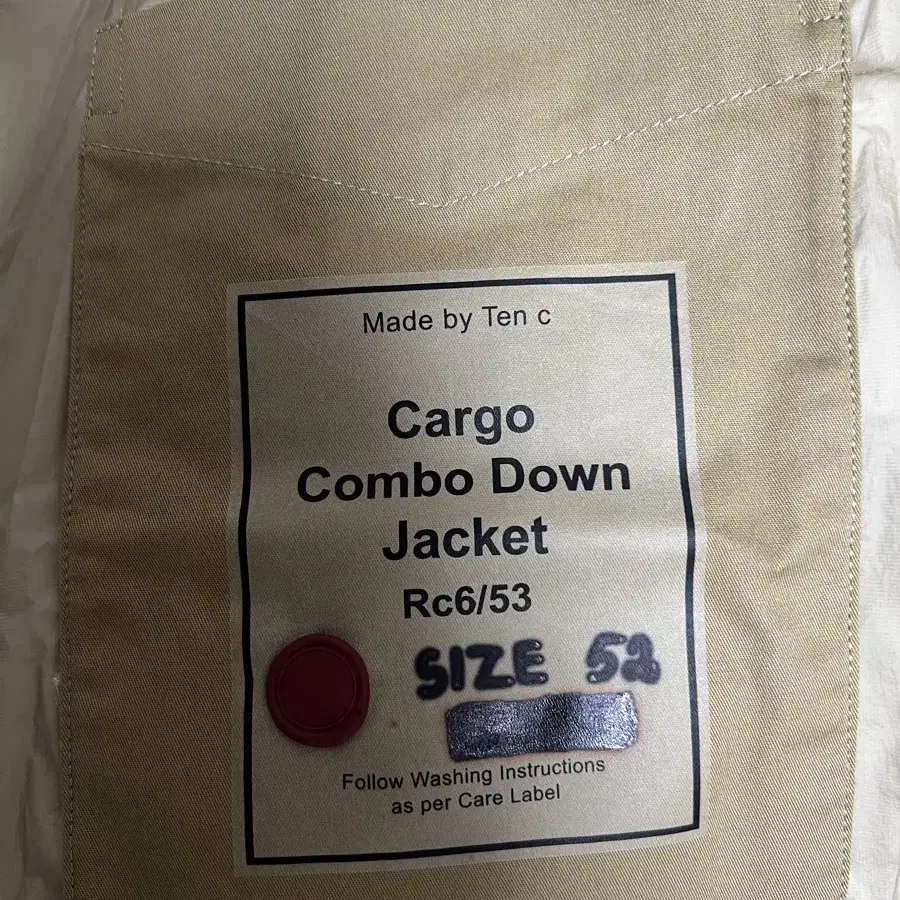 Made by Ten c
Cargo
Combo Down
Jacket
Rc6/53
SIZE 52
Follow Washing Instructions
as per Care Label